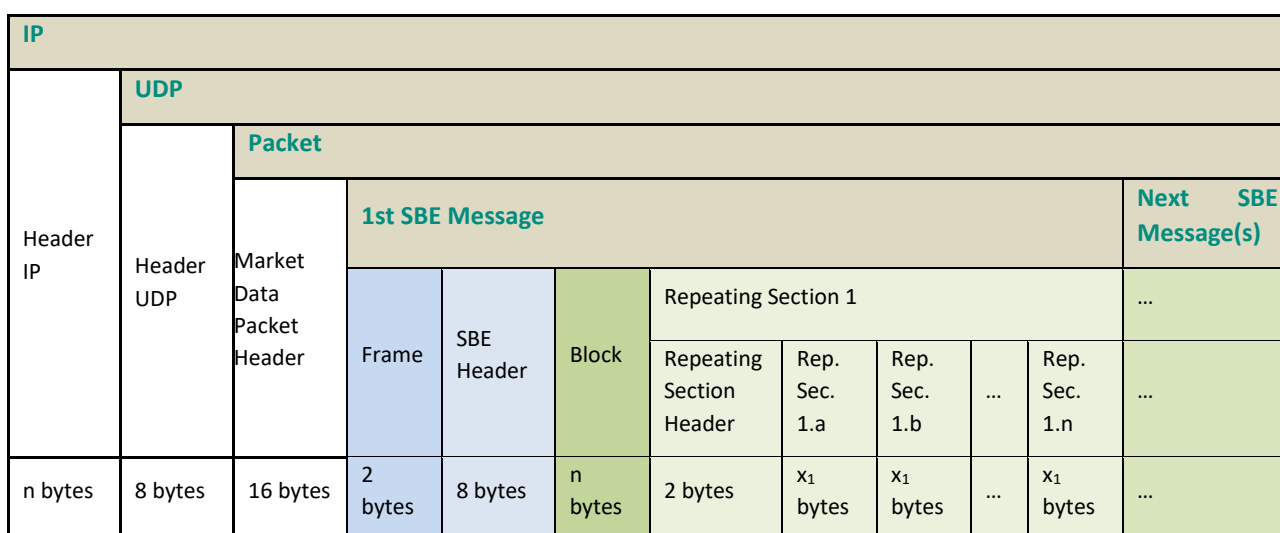 IP
UDP
Packet
Header
IP
Header
UDP
Market
Data
Packet
Header
1st SBE Message
Next SBE
Message(s)
Frame
SBE
Header
Block
Repeating Section 1
…
Repeating
Section
Header
Rep.
Sec.
1.a
Rep.
Sec.
1.b
…
Rep.
Sec.
1.n
…
n bytes
8 bytes
16 bytes
2
bytes
8 bytes
n
bytes
2 bytes
x₁
bytes
x₁
bytes
…
x₁
bytes
…